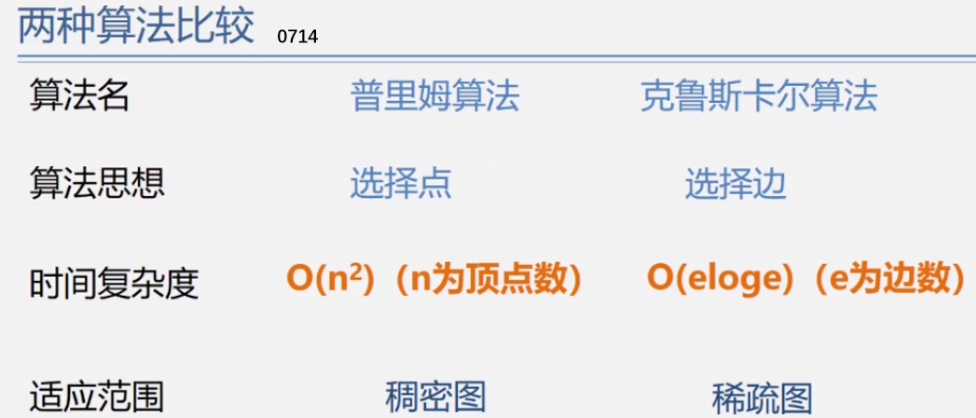 两种算法比较 0714
算法名 普里姆算法 克鲁斯卡尔算法
算法思想 选择点 选择边
时间复杂度 O(n²)（n为顶点数） O(eloge)（e为边数）
适应范围 稠密图 稀疏图